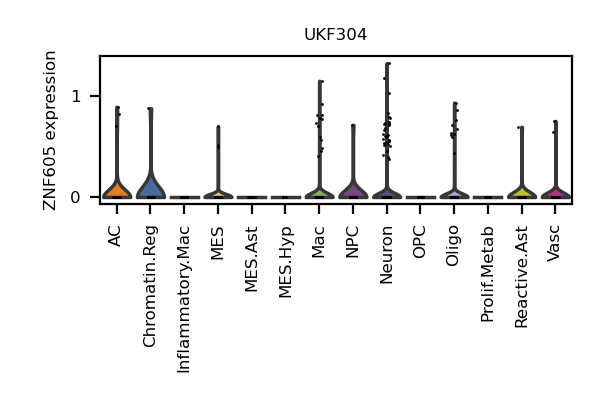 UKF304
ZNF605 expression
1
0
AC
Chromatin.Reg
Inflammatory.Mac
MES
MES.Ast
MES.Hyp
Mac
NPC
Neuron
OPC
Oligo
Prolif.Metab
Reactive.Ast
Vasc